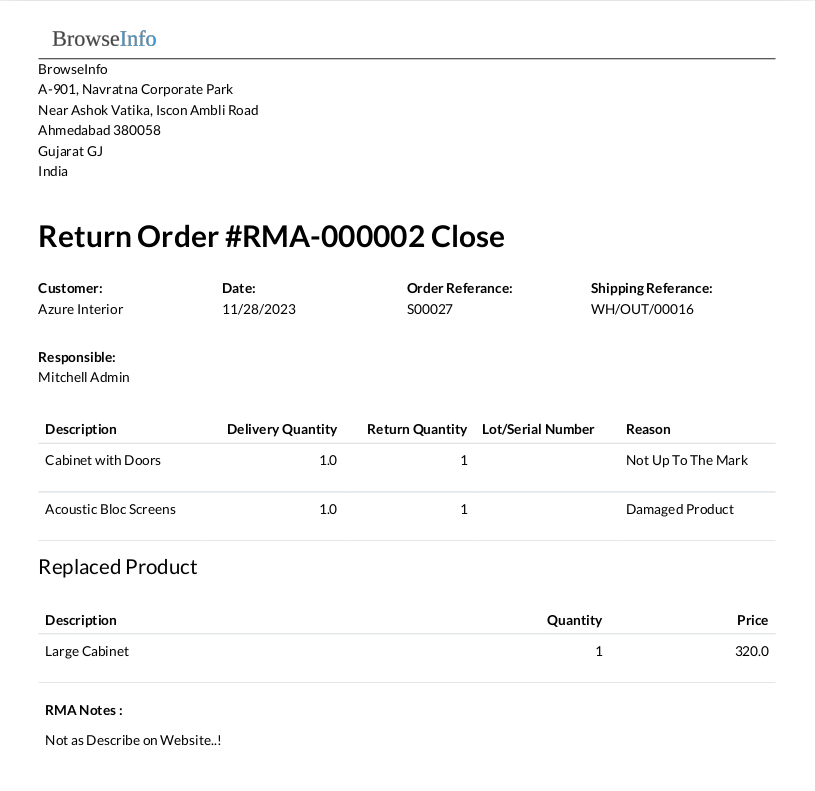 BrowseInfo
BrowseInfo
A-901, Navratna Corporate Park
Near Ashok Vatika, Iscon Ambli Road
Ahmedabad 380058
Gujarat GJ
India
Return Order #RMA-000002 Close
Customer: Date: Order Referance: Shipping Referance:
Azure Interior 11/28/2023 S00027 WH/OUT/00016
Responsible:
Mitchell Admin
Description Delivery Quantity Return Quantity Lot/Serial Number Reason
Cabinet with Doors 1.0 1 Not Up To The Mark
Acoustic Bloc Screens 1.0 1 Damaged Product
Replaced Product
Description Quantity Price
Large Cabinet 1 320.0
RMA Notes :
Not as Describe on Website..!